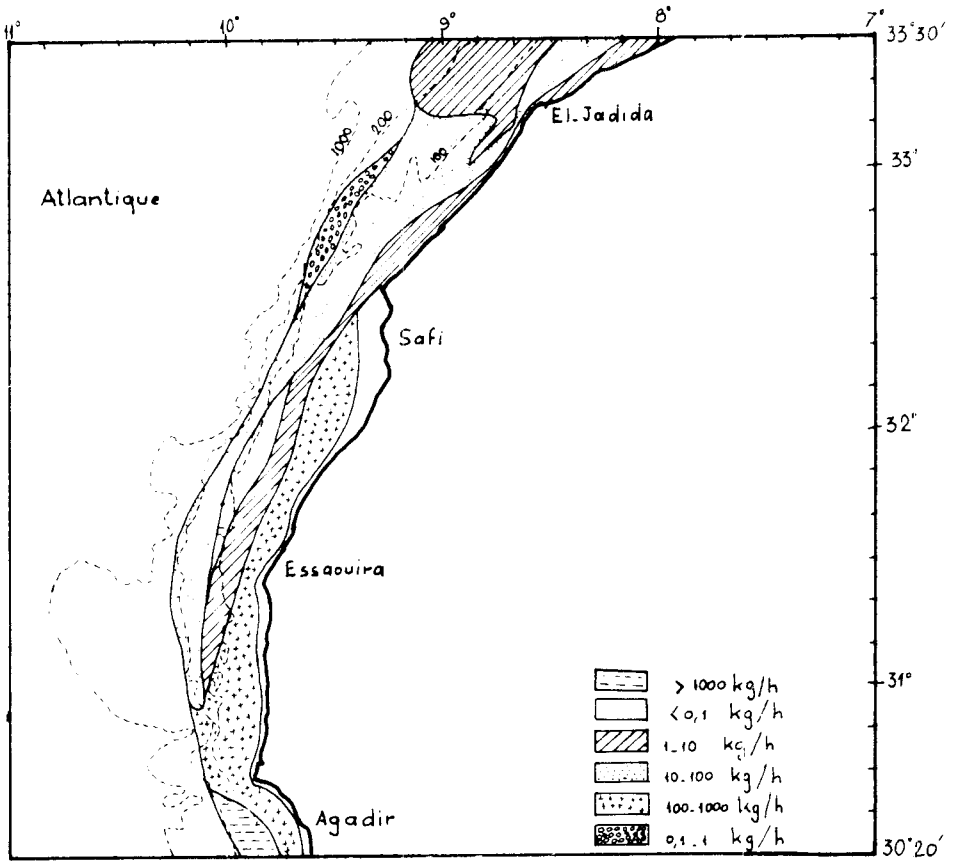 11° 10° 9° 8° 7°
33°30'
El-Jadida
1000 200 100
33'
Atlantique
Safi
32°
Essaouira
> 1000 kg/h
31°
< 0,1 kg/h
1-10 kg/h
10-100 kg/h
100-1000 kg/h
Agadir
0,1-1 kg/h
30°20'